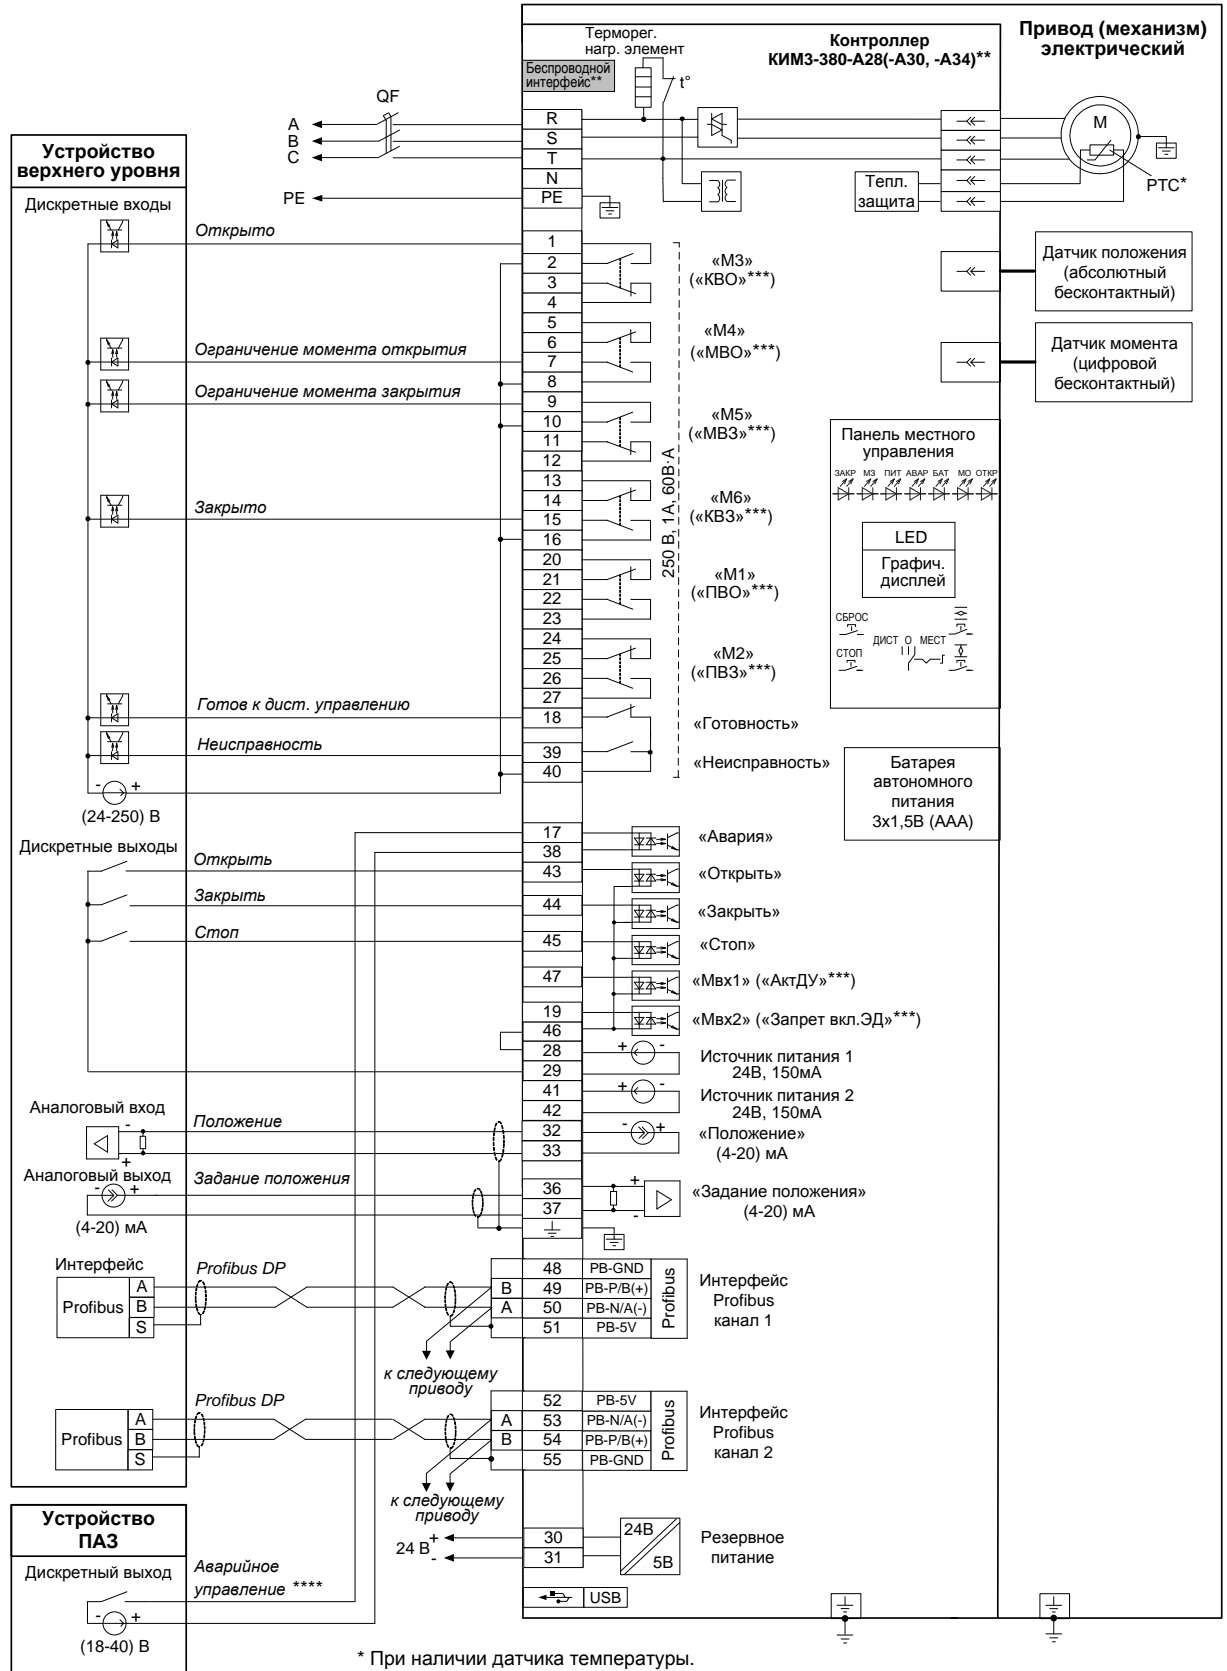 Привод (механизм)
электрический
Контроллер
КИМ3-380-А28(-А30, -А34)**
Терморег.
нагр. элемент
Беспроводной
интерфейс**
t°
QF
A
B
C
PE
R
S
T
N
PE
M
PTC*
Тепл.
защита
Устройство
верхнего уровня
Дискретные входы
Открыто
1
2
3
4
«М3»
(«КВО»***)
Датчик положения
(абсолютный
бесконтактный)
Ограничение момента открытия
5
6
7
8
«М4»
(«МВО»***)
Датчик момента
(цифровой
бесконтактный)
Ограничение момента закрытия
9
10
11
12
«М5»
(«МВЗ»***)
250 В, 1А, 60В·А
Панель местного
управления
ЗАКР МЗ ПИТ АВАР БАТ МО ОТКР
LED
Графич.
дисплей
СБРОС
СТОП
ДИСТ О МЕСТ
Закрыто
13
14
15
16
«М6»
(«КВЗ»***)
20
21
22
23
«М1»
(«ПВО»***)
24
25
26
27
«М2»
(«ПВЗ»***)
Готов к дист. управлению
18
«Готовность»
Неисправность
39
40
«Неисправность»
- +
(24-250) В
Батарея
автономного
питания
3х1,5В (ААА)
Дискретные выходы
17
38
«Авария»
Открыть
43
«Открыть»
Закрыть
44
«Закрыть»
Стоп
45
«Стоп»
47
«Мвх1» («АктДУ»***)
19
46
«Мвх2» («Запрет вкл.ЭД»***)
28
29
+ -
Источник питания 1
24В, 150мА
41
42
+ -
Источник питания 2
24В, 150мА
Аналоговый вход
-
+
Положение
32
33
- +
«Положение»
(4-20) мА
Аналоговый выход
- +
(4-20) мА
Задание положения
36
37
+
-
«Задание положения»
(4-20) мА
Интерфейс
Profibus
A
B
S
Profibus DP
B
A
48 PB-GND
49 PB-P/B(+)
50 PB-N/A(-)
51 PB-5V
Profibus
Интерфейс
Profibus
канал 1
к следующему
приводу
Profibus
A
B
S
Profibus DP
A
B
52 PB-5V
53 PB-N/A(-)
54 PB-P/B(+)
55 PB-GND
Profibus
Интерфейс
Profibus
канал 2
к следующему
приводу
24 В
+
-
30
31
24В
5В
Резервное
питание
USB
Устройство
ПАЗ
Дискретный выход
- +
(18-40) В
Аварийное
управление ****
* При наличии датчика температуры.